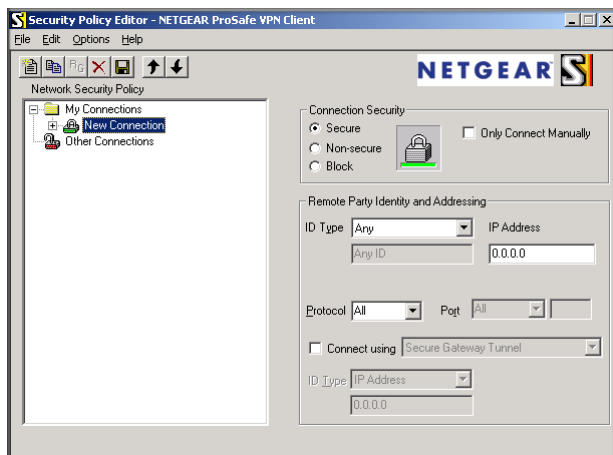 Security Policy Editor - NETGEAR ProSafe VPN Client
File Edit Options Help
NETGEAR
Network Security Policy
My Connections
New Connection
Other Connections
Connection Security
Secure
Non-secure
Block
Only Connect Manually
Remote Party Identity and Addressing
ID Type Any IP Address
Any ID 0.0.0.0
Protocol All Port All
Connect using Secure Gateway Tunnel
ID Type IP Address
0.0.0.0